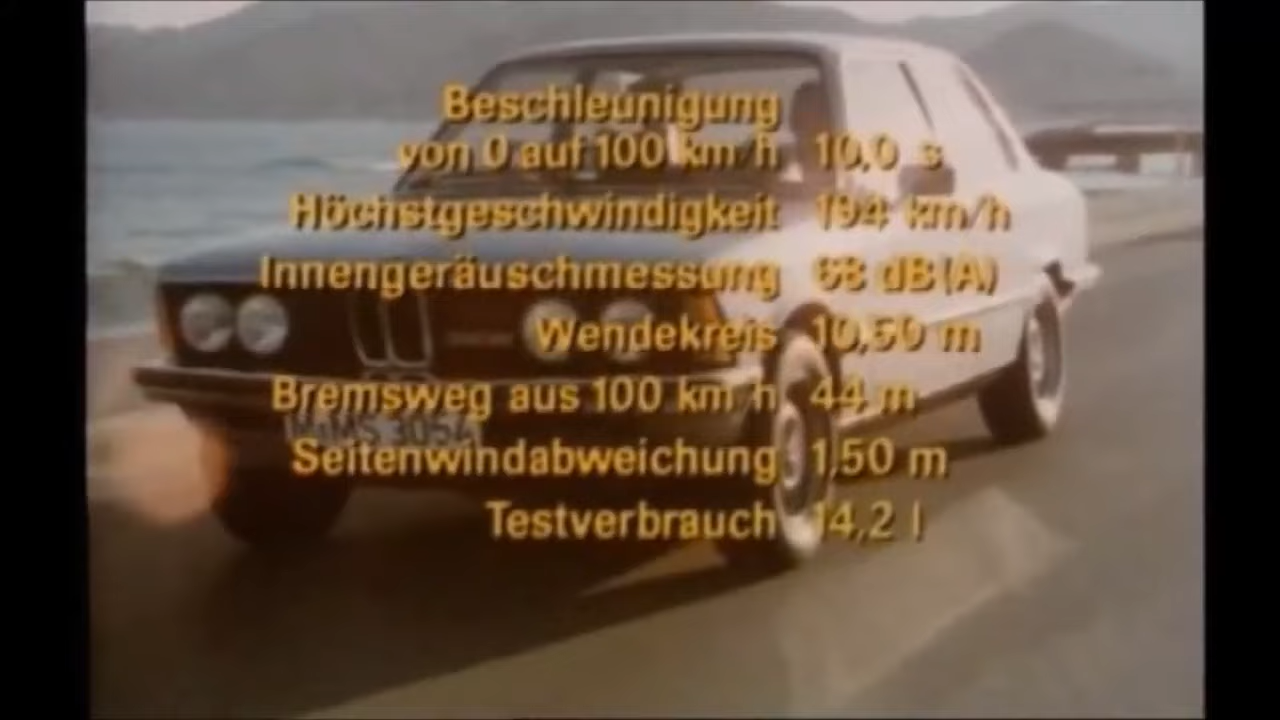 Beschleunigung
von 0 auf 100 km/h 10,0 s
Höchstgeschwindigkeit 194 km/h
Innengeräuschmessung 68 dB(A)
Wendekreis 10,50 m
Bremsweg aus 100 km/h 44 m
Seitenwindabweichung 1,50 m
Testverbrauch 14,2 l